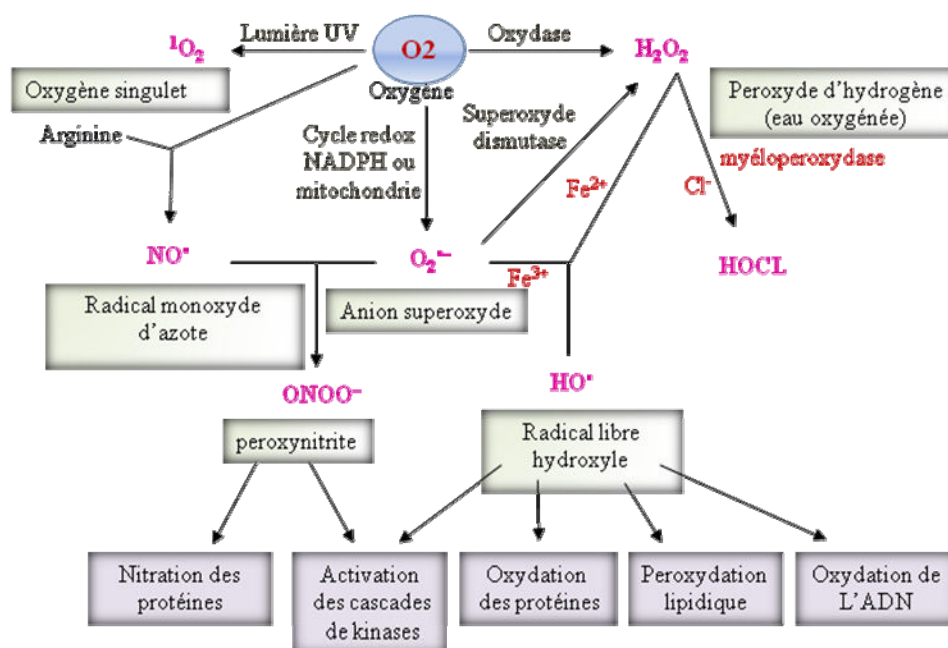 Lumière UV
O2
Oxydase
¹O₂
H₂O₂
Oxygène singulet
Oxygène
Peroxyde d'hydrogène
(eau oxygénée)
Arginine
Cycle redox
NADPH ou
mitochondrie
Superoxyde
dismutase
myéloperoxydase
Fe²⁺
Cl⁻
NO•
O₂•–
Fe³⁺
HOCL
Radical monoxyde
d'azote
Anion superoxyde
ONOO⁻
HO•
peroxynitrite
Radical libre
hydroxyle
Nitration des
protéines
Activation
des cascades
de kinases
Oxydation
des protéines
Peroxydation
lipidique
Oxydation de
L'ADN